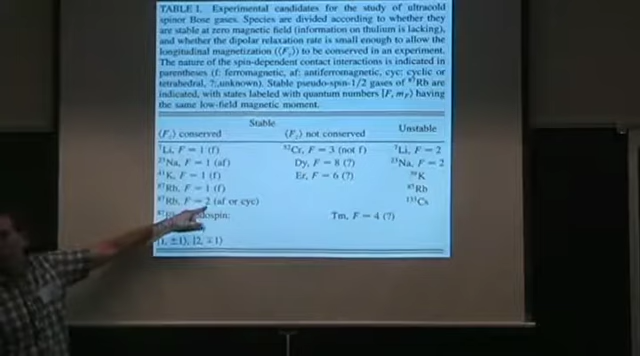 TABLE I. Experimental candidates for the study of ultracold
spinor Bose gases. Species are divided according to whether they
are stable at zero magnetic field (information on thulium is lacking),
and whether the dipolar relaxation rate is small enough to allow the
longitudinal magnetization (⟨F_z⟩) to be conserved in an experiment.
The nature of the spin-dependent contact interactions is indicated in
parentheses (f: ferromagnetic, af: antiferromagnetic, cyc: cyclic or
tetrahedral, ?:,unknown). Stable pseudo-spin-1/2 gases of ⁸⁷Rb are
indicated, with states labeled with quantum numbers |F, m_F⟩ having
the same low-field magnetic moment.
Stable
⟨F_z⟩ conserved ⟨F_z⟩ not conserved Unstable
⁷Li, F = 1 (f) ⁵²Cr, F = 3 (not f) ⁷Li, F = 2
²³Na, F = 1 (af) Dy, F = 8 (?) ²³Na, F = 2
⁴¹K, F = 1 (f) Er, F = 6 (?) K
⁸⁷Rb, F = 1 (f) Rb
⁸⁷Rb, F = 2 (af or cyc) ¹³³Cs
Tm, F = 4 (?)
±1⟩, |2, ∓1⟩